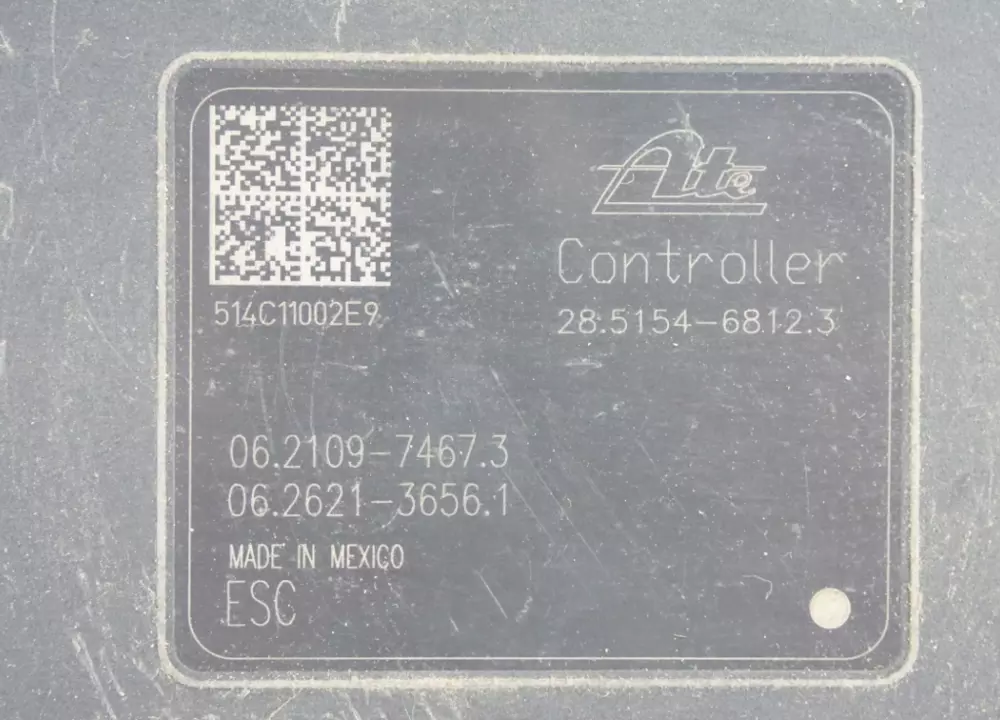 Ate
Controller
28.5154-6812.3
514C11002E9
06.2109-7467.3
06.2621-3656.1
MADE IN MEXICO
ESC